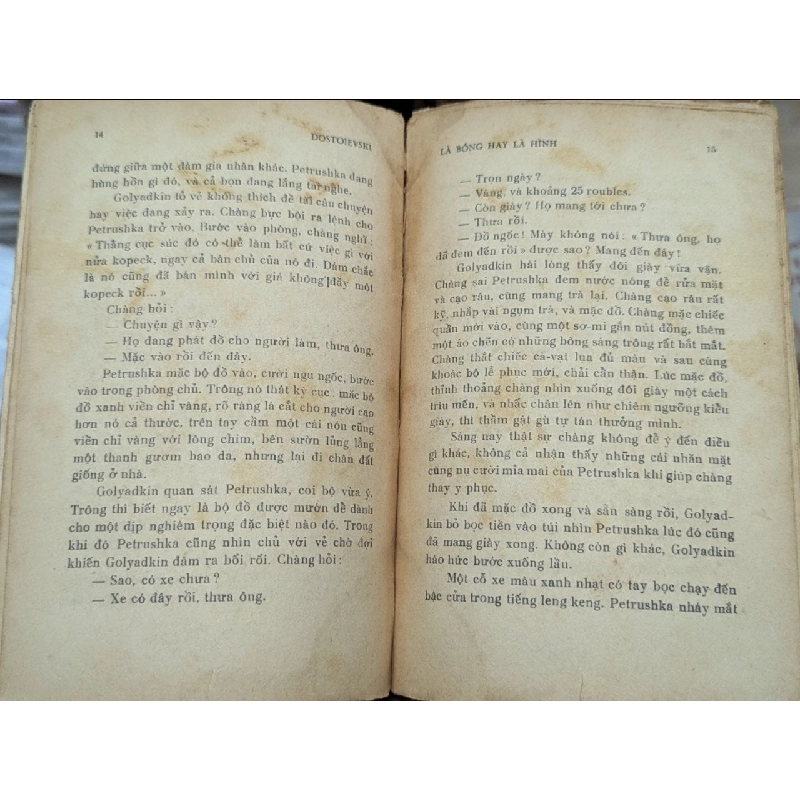 14
DOSTOIEVSKI
đứng giữa một đám gia nhân khác. Petrushka đang
hùng hồn gì đó, và cả bọn đang lắng tai nghe.
Golyadkin tỏ vẻ không thích đề tài câu chuyện
hay việc đang xảy ra. Chàng bực bội ra lệnh cho
Petrushka trở vào. Bước vào phòng, chàng nghĩ:
« Thằng cục súc đó có thể làm bất cứ việc gì với
nửa kopeck, ngay cả bán chủ của nó đi. Dám chắc
là nó cũng đã bán mình với giá không đầy một
kopeck rồi...»
Chàng hỏi:
— Chuyện gì vậy?
— Họ đang phát đồ cho người làm, thưa ông.
— Mặc vào rồi đến đây.
Petrushka mặc bộ đồ vào, cười ngu ngốc, bước
vào trong phòng chủ. Trông nó thật kỳ cục: mặc bộ
đồ xanh viền chỉ vàng, rõ ràng là cắt cho người cao
hơn nó cả thước, trên tay cầm một cái nón cũng
viền chỉ vàng với lông chim, bên sườn lủng lẳng
một thanh gươm bao da, nhưng lại đi chân đất
giống ở nhà.
Golyadkin quan sát Petrushka, coi bộ vừa ý.
Trông thì biết ngay là bộ đồ được mướn để dành
cho một dịp nghiêm trọng đặc biệt nào đó. Trong
khi đó Petrushka cũng nhìn chủ với vẻ chờ đợi
khiến Golyadkin đâm ra bối rối. Chàng hỏi:
— Sao, có xe chưa?
— Xe có đây rồi, thưa ông.
LÀ BÓNG HAY LÀ HÌNH
15
— Trọn ngày?
— Vâng, và khoảng 25 roubles.
— Còn giày? Họ mang tới chưa?
— Thưa rồi.
— Đồ ngốc! Mày không nói: « Thưa ông, họ
đã đem đến rồi » được sao? Mang đến đây!
Golyadkin hài lòng thấy đôi giày vừa vặn.
Chàng sai Petrushka đem nước nóng để rửa mặt
và cạo râu, cùng mang trà lại. Chàng cạo râu rất
kỹ, nhấp vài ngụm trà, và mặc đồ. Chàng mặc chiếc
quần mới vào, cùng một sơ-mi gắn nút đồng, thêm
một áo chẽn có những bông sáng trông rất hát mắt.
Chàng thắt chiếc cà-vạt lụa đủ màu và sau cùng
khoác bộ lễ phục mới, chải cẩn thận. Lúc mặc đồ,
thỉnh thoảng chàng nhìn xuống đôi giày một cách
trìu mến, và nhấc chân lên như chiêm ngưỡng kiểu
giày, thì thầm gật gù tự tán thưởng mình.
Sáng nay thật sự chàng không để ý đến điều
gì khác, không cả nhận thấy những cái nhăn mặt
cùng nụ cười mỉa mai của Petrushka khi giúp chàng
thay y phục.
Khi đã mặc đồ xong và sẵn sàng rồi, Golyad-
kin bỏ bọc tiền vào túi nhìn Petrushka lúc đó cũng
đã mang giày xong. Không còn gì khác, Golyadkin
háo hức bước xuống lầu.
Một cỗ xe màu xanh nhạt có tay bọc chạy đến
bậc cửa trong tiếng leng keng. Petrushka nháy mắt